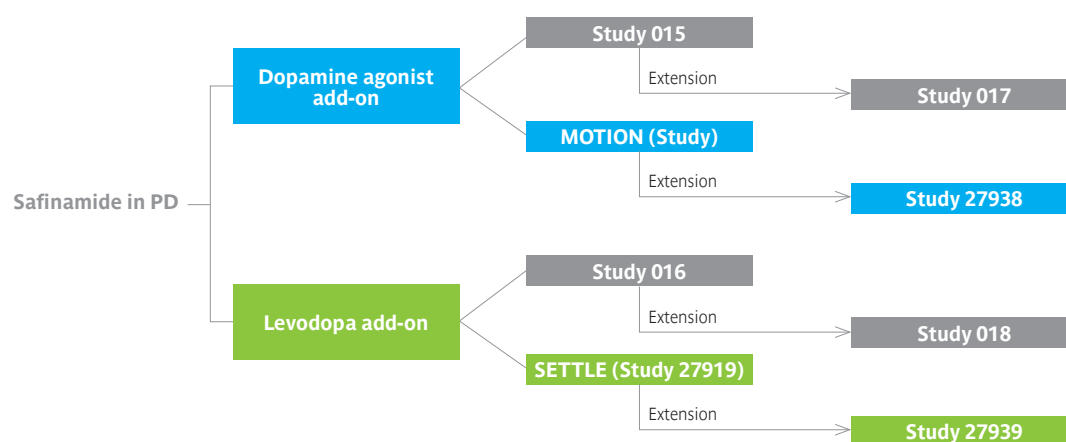 Study 015
Dopamine agonist
add-on
Extension
Study 017
MOTION (Study)
Extension
Safinamide in PD
Study 27938
Study 016
Levodopa add-on
Extension
Study 018
SETTLE (Study 27919)
Extension
Study 27939